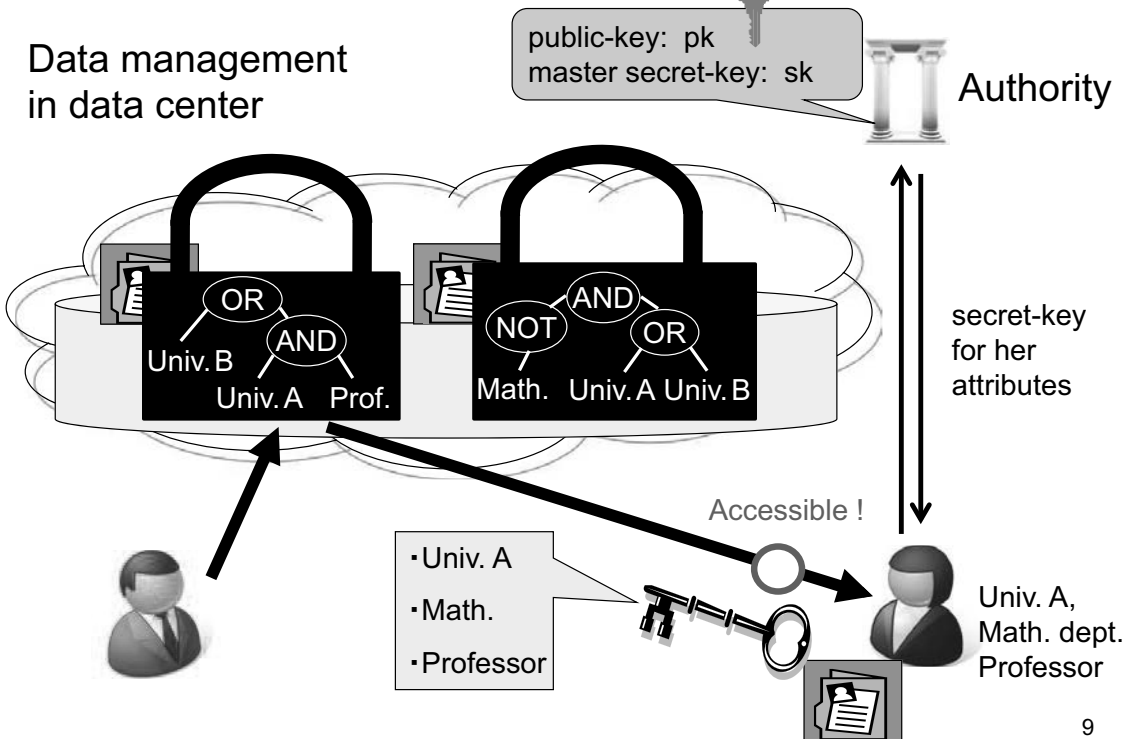 Data management
in data center
public-key: pk
master secret-key: sk
Authority
OR
AND
Univ. B
Univ. A Prof.
AND
NOT OR
Math. Univ. A Univ. B
secret-key
for her
attributes
Accessible !
・Univ. A
・Math.
・Professor
Univ. A,
Math. dept.
Professor
9